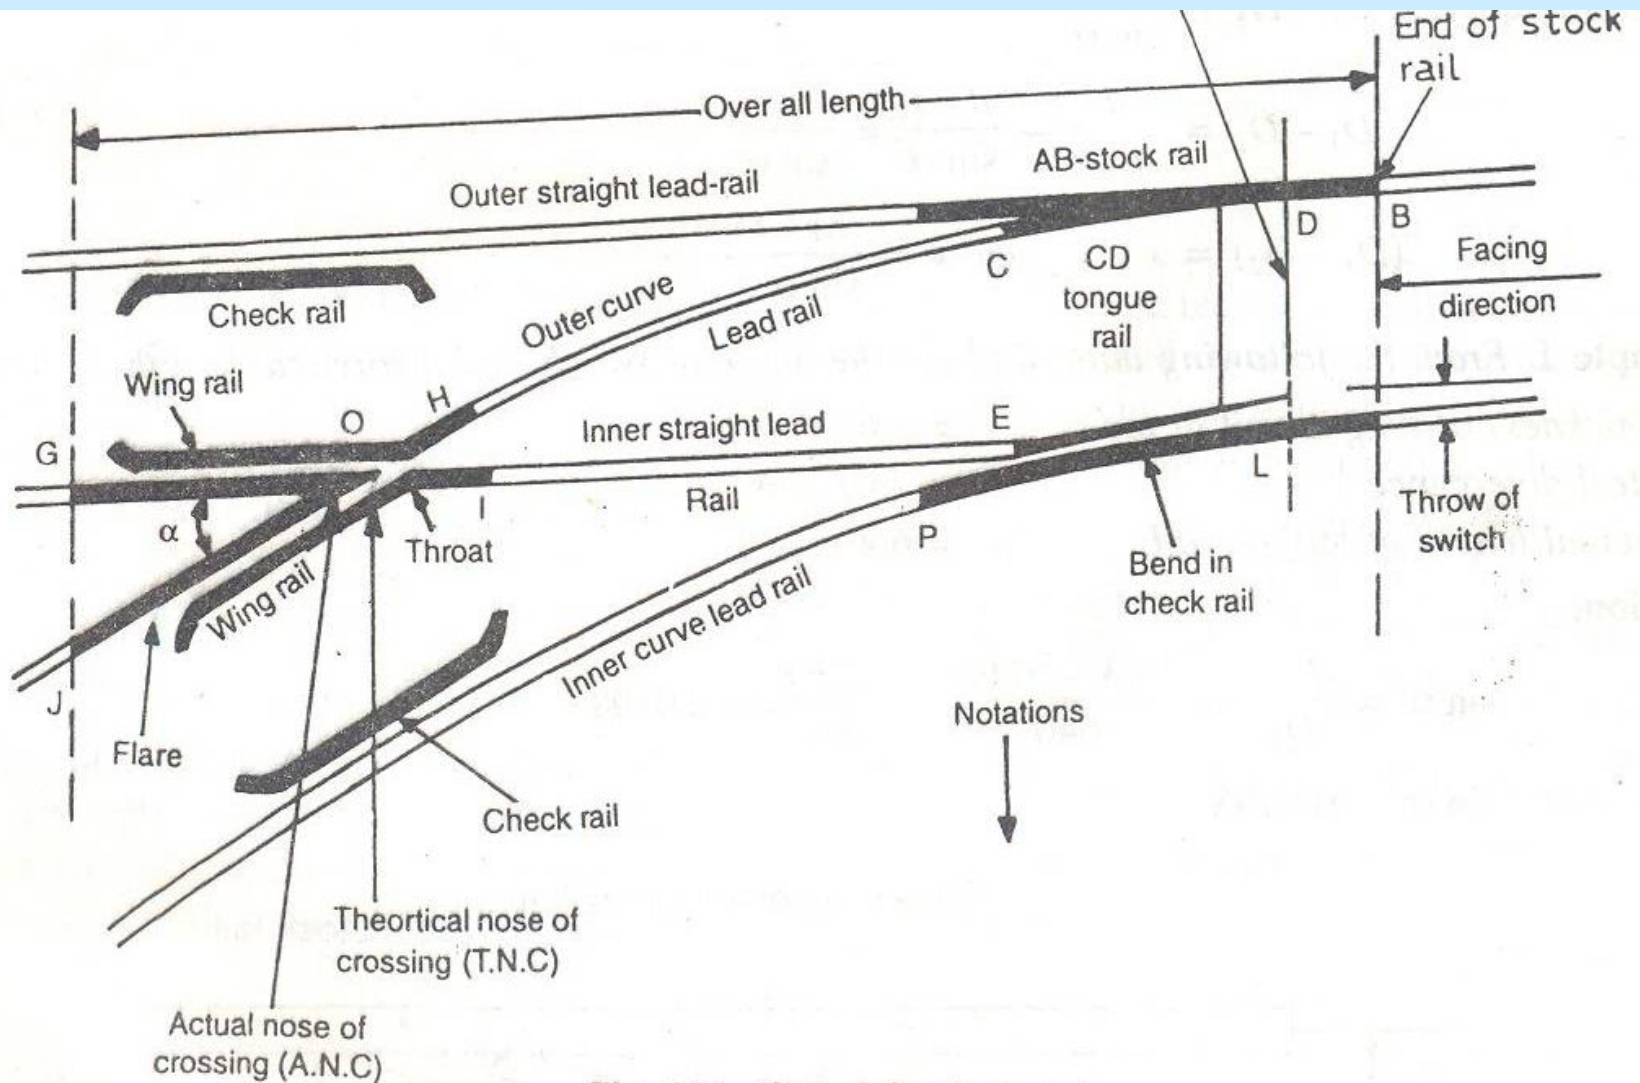 End of stock
rail
Over all length
AB-stock rail
Outer straight lead-rail
D
B
C
CD
tongue
rail
Facing
direction
Check rail
Outer curve
Lead rail
Wing rail
H
O
G
Inner straight lead
E
L
Rail
I
α
Throat
P
Throw of
switch
Bend in
check rail
Wing rail
Inner curve lead rail
J
Flare
Notations
Check rail
Theortical nose of
crossing (T.N.C)
Actual nose of
crossing (A.N.C)